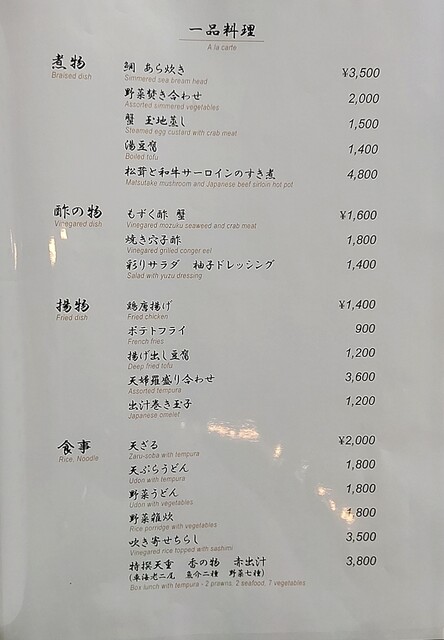 一品料理
A la carte
煮物
Braised dish
鯛 あら炊き
Simmered sea bream head
¥3,500
野菜焚き合わせ
Assorted simmered vegetables
2,000
蟹 玉地蒸し
Steamed egg custard with crab meat
1,500
湯豆腐
Boiled tofu
1,400
松茸と和牛サーロインのすき煮
Matsutake mushroom and Japanese beef sirloin hot pot
4,800
酢の物
Vinegared dish
もずく酢 蟹
Vinegared mozuku seaweed and crab meat
¥1,600
焼き穴子酢
Vinegared grilled conger eel
1,800
彩りサラダ 柚子ドレッシング
Salad with yuzu dressing
1,400
揚物
Fried dish
鶏唐揚げ
Fried chicken
¥1,400
ポテトフライ
French fries
900
揚げ出し豆腐
Deep fried tofu
1,200
天婦羅盛り合わせ
Assorted tempura
3,600
出汁巻き玉子
Japanese omelet
1,200
食事
Rice, Noodle
天ざる
Zaru-soba with tempura
¥2,000
天ぷらうどん
Udon with tempura
1,800
野菜うどん
Udon with vegetables
1,800
野菜雑炊
Rice porridge with vegetables
1,800
吹き寄せちらし
Vinegared rice topped with sashimi
3,500
特撰天重 香の物 赤出汁
3,800
(車海老二尾 魚介二種 野菜七種)
Box lunch with tempura - 2 prawns, 2 seafood, 7 vegetables